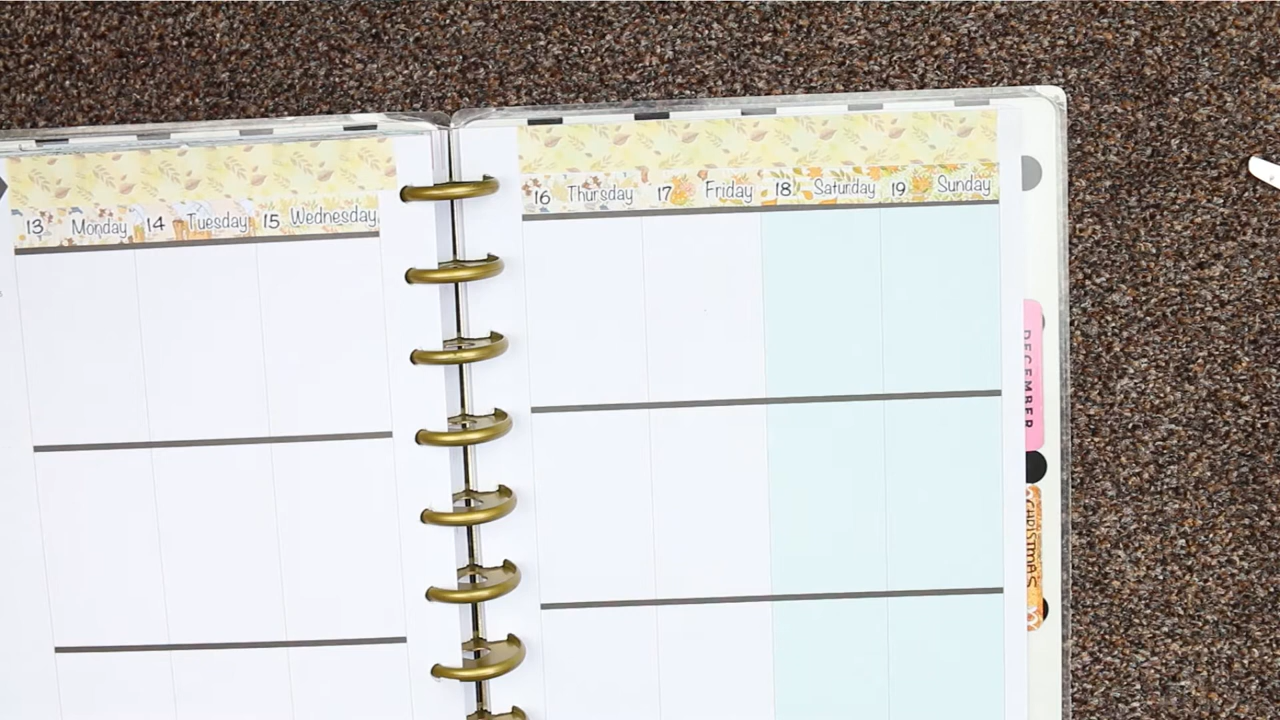 13 Monday 14 Tuesday 15 Wednesday
16 Thursday 17 Friday 18 Saturday 19 Sunday
DECEMBER
CHRISTMAS